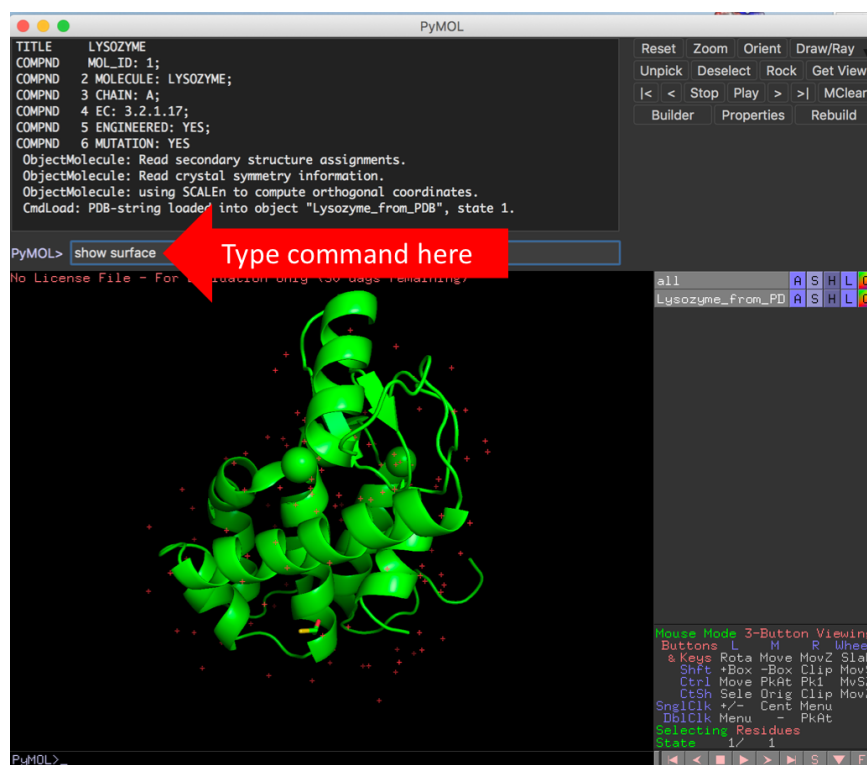 PyMOL
TITLE LYSOZYME
COMPND MOL_ID: 1;
COMPND 2 MOLECULE: LYSOZYME;
COMPND 3 CHAIN: A;
COMPND 4 EC: 3.2.1.17;
COMPND 5 ENGINEERED: YES;
COMPND 6 MUTATION: YES
ObjectMolecule: Read secondary structure assignments.
ObjectMolecule: Read crystal symmetry information.
ObjectMolecule: using SCALEn to compute orthogonal coordinates.
CmdLoad: PDB-string loaded into object "Lysozyme_from_PDB", state 1.
Reset Zoom Orient Draw/Ray
Unpick Deselect Rock Get View
|< < Stop Play > >| MClear
Builder Properties Rebuild
PyMOL> show surface
Type command here
No License File - For Evaluation only (30 days remaining)
all A S H L
Lysozyme_from_PD A S H L
Mouse Mode 3-Button Viewing
Buttons L M R
& Keys Rota Move MovZ
Shft +Box -Box Clip
Ctrl Move PkAt Pk1
CtSh Sele Orig Clip
SnglClk +/- Cent Menu
DblClk Menu - PkAt
Selecting Residues
State 1/ 1
PyMOL>_
S F